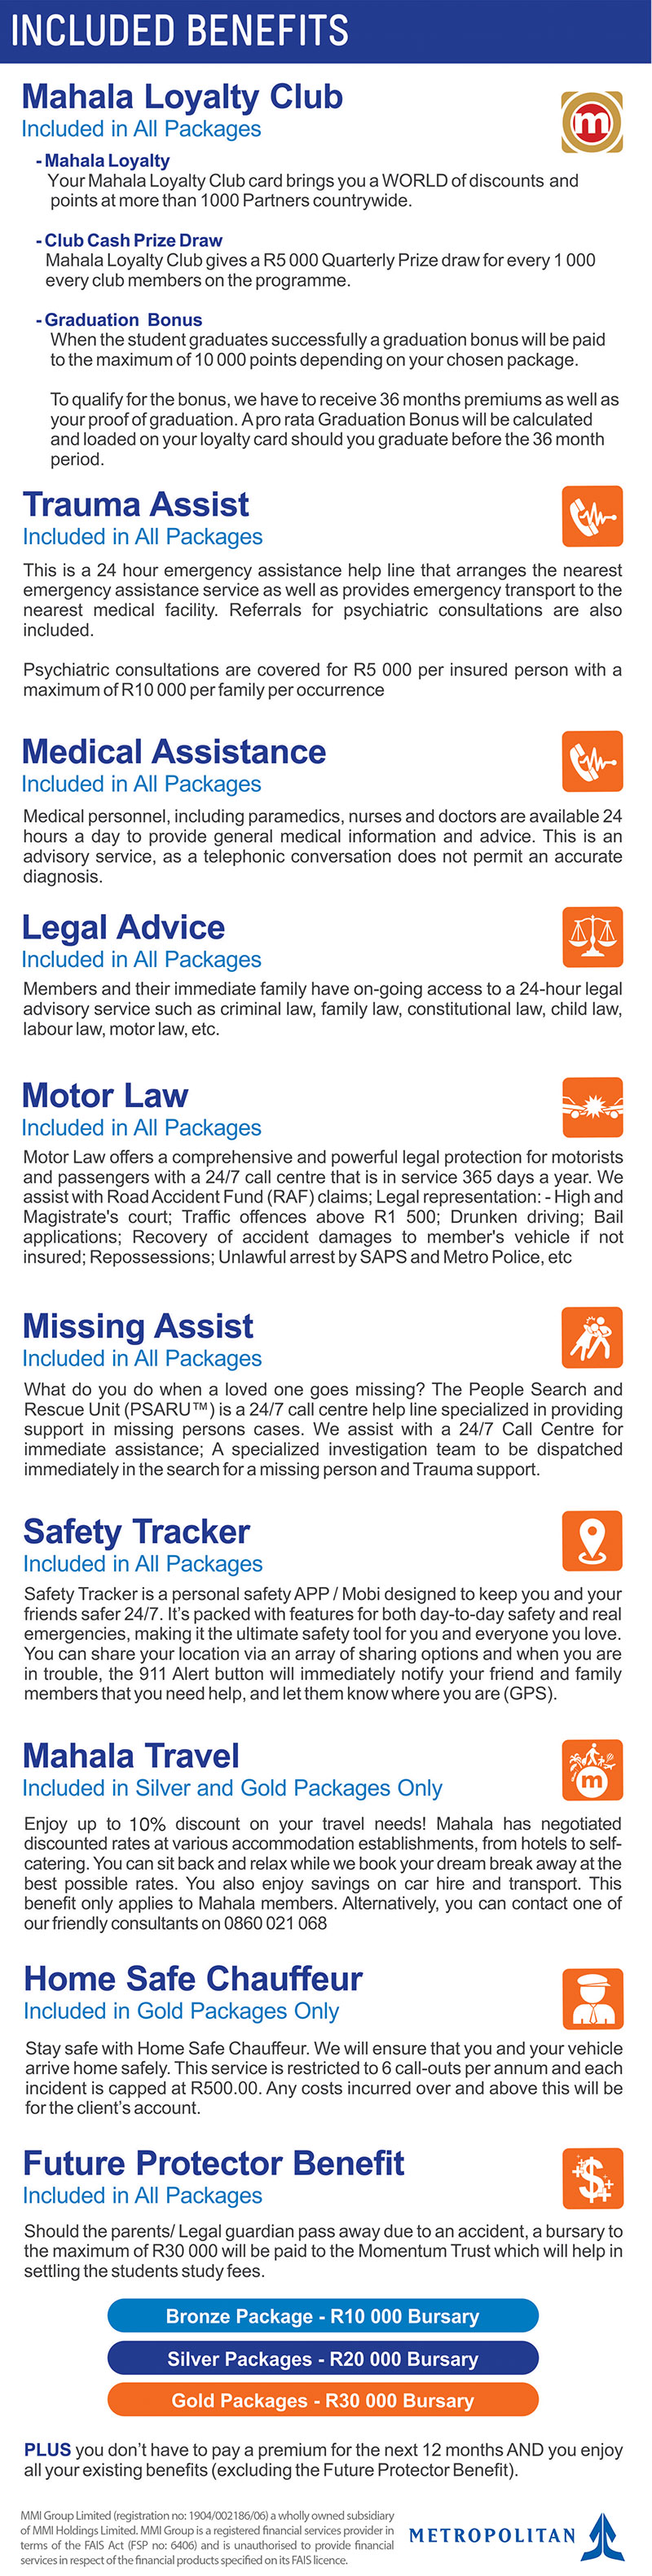 INCLUDED BENEFITS
Mahala Loyalty Club
Included in All Packages
m
- Mahala Loyalty
Your Mahala Loyalty Club card brings you a WORLD of discounts and
points at more than 1000 Partners countrywide.
- Club Cash Prize Draw
Mahala Loyalty Club gives a R5 000 Quarterly Prize draw for every 1 000
every club members on the programme.
- Graduation Bonus
When the student graduates successfully a graduation bonus will be paid
to the maximum of 10 000 points depending on your chosen package.
To qualify for the bonus, we have to receive 36 months premiums as well as
your proof of graduation. A pro rata Graduation Bonus will be calculated
and loaded on your loyalty card should you graduate before the 36 month
period.
Trauma Assist
Included in All Packages
This is a 24 hour emergency assistance help line that arranges the nearest
emergency assistance service as well as provides emergency transport to the
nearest medical facility. Referrals for psychiatric consultations are also
included.
Psychiatric consultations are covered for R5 000 per insured person with a
maximum of R10 000 per family per occurrence
Medical Assistance
Included in All Packages
Medical personnel, including paramedics, nurses and doctors are available 24
hours a day to provide general medical information and advice. This is an
advisory service, as a telephonic conversation does not permit an accurate
diagnosis.
Legal Advice
Included in All Packages
Members and their immediate family have on-going access to a 24-hour legal
advisory service such as criminal law, family law, constitutional law, child law,
labour law, motor law, etc.
Motor Law
Included in All Packages
Motor Law offers a comprehensive and powerful legal protection for motorists
and passengers with a 24/7 call centre that is in service 365 days a year. We
assist with Road Accident Fund (RAF) claims; Legal representation: - High and
Magistrate's court; Traffic offences above R1 500; Drunken driving; Bail
applications; Recovery of accident damages to member's vehicle if not
insured; Repossessions; Unlawful arrest by SAPS and Metro Police, etc
Missing Assist
Included in All Packages
What do you do when a loved one goes missing? The People Search and
Rescue Unit (PSARU™) is a 24/7 call centre help line specialized in providing
support in missing persons cases. We assist with a 24/7 Call Centre for
immediate assistance; A specialized investigation team to be dispatched
immediately in the search for a missing person and Trauma support.
Safety Tracker
Included in All Packages
Safety Tracker is a personal safety APP / Mobi designed to keep you and your
friends safer 24/7. It’s packed with features for both day-to-day safety and real
emergencies, making it the ultimate safety tool for you and everyone you love.
You can share your location via an array of sharing options and when you are
in trouble, the 911 Alert button will immediately notify your friend and family
members that you need help, and let them know where you are (GPS).
Mahala Travel
Included in Silver and Gold Packages Only
m
Enjoy up to 10% discount on your travel needs! Mahala has negotiated
discounted rates at various accommodation establishments, from hotels to self-
catering. You can sit back and relax while we book your dream break away at the
best possible rates. You also enjoy savings on car hire and transport. This
benefit only applies to Mahala members. Alternatively, you can contact one of
our friendly consultants on 0860 021 068
Home Safe Chauffeur
Included in Gold Packages Only
Stay safe with Home Safe Chauffeur. We will ensure that you and your vehicle
arrive home safely. This service is restricted to 6 call-outs per annum and each
incident is capped at R500.00. Any costs incurred over and above this will be
for the client’s account.
Future Protector Benefit
Included in All Packages
$
Should the parents/ Legal guardian pass away due to an accident, a bursary to
the maximum of R30 000 will be paid to the Momentum Trust which will help in
settling the students study fees.
Bronze Package - R10 000 Bursary
Silver Packages - R20 000 Bursary
Gold Packages - R30 000 Bursary
PLUS you don’t have to pay a premium for the next 12 months AND you enjoy
all your existing benefits (excluding the Future Protector Benefit).
MMI Group Limited (registration no: 1904/002186/06) a wholly owned subsidiary
of MMI Holdings Limited. MMI Group is a registered financial services provider in
terms of the FAIS Act (FSP no: 6406) and is unauthorised to provide financial
services in respect of the financial products specified on its FAIS licence.
METROPOLITAN